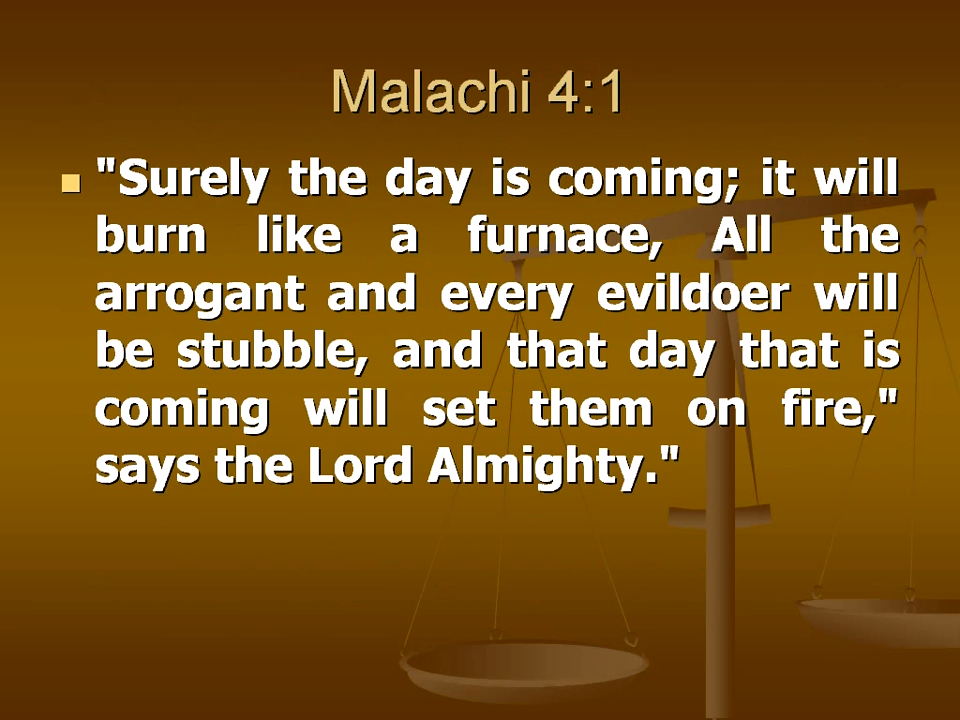 Malachi 4:1
"Surely the day is coming; it will
burn like a furnace, All the
arrogant and every evildoer will
be stubble, and that day that is
coming will set them on fire,"
says the Lord Almighty."